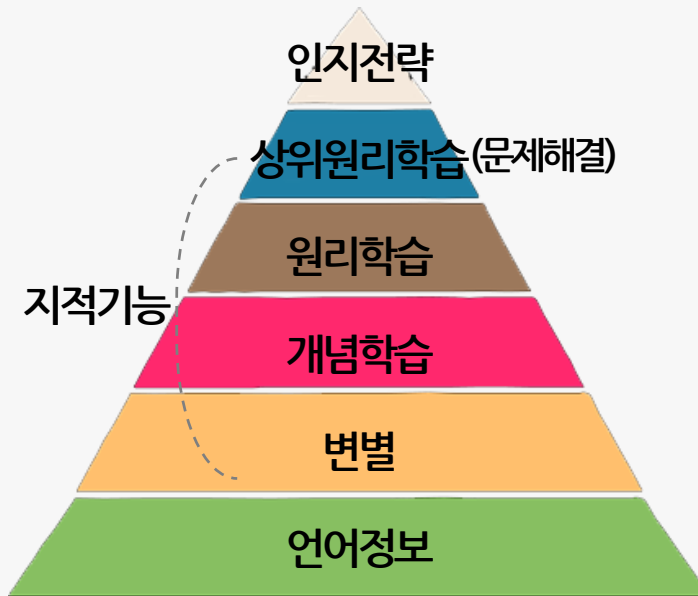 인지전략
상위원리학습(문제해결)
원리학습
지적기능
개념학습
변별
언어정보